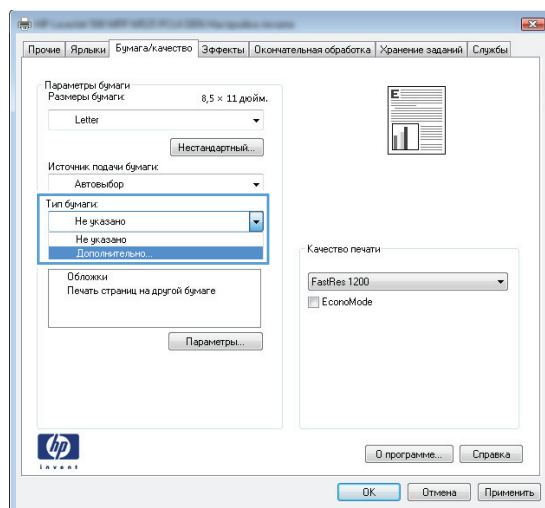 Прочие Ярлыки Бумага/качество Эффекты Окончательная обработка Хранение заданий Службы
Параметры бумаги
Размеры бумаги: 8,5 × 11 дюйм.
Letter
Нестандартный...
Источник подачи бумаги:
Автовыбор
Тип бумаги:
Не указано
Не указано
Дополнительно...
Обложки
Печать страниц на другой бумаге
Параметры...
E
Качество печати
FastRes 1200
EconoMode
hp
invent
О программе... Справка
OK Отмена Применить